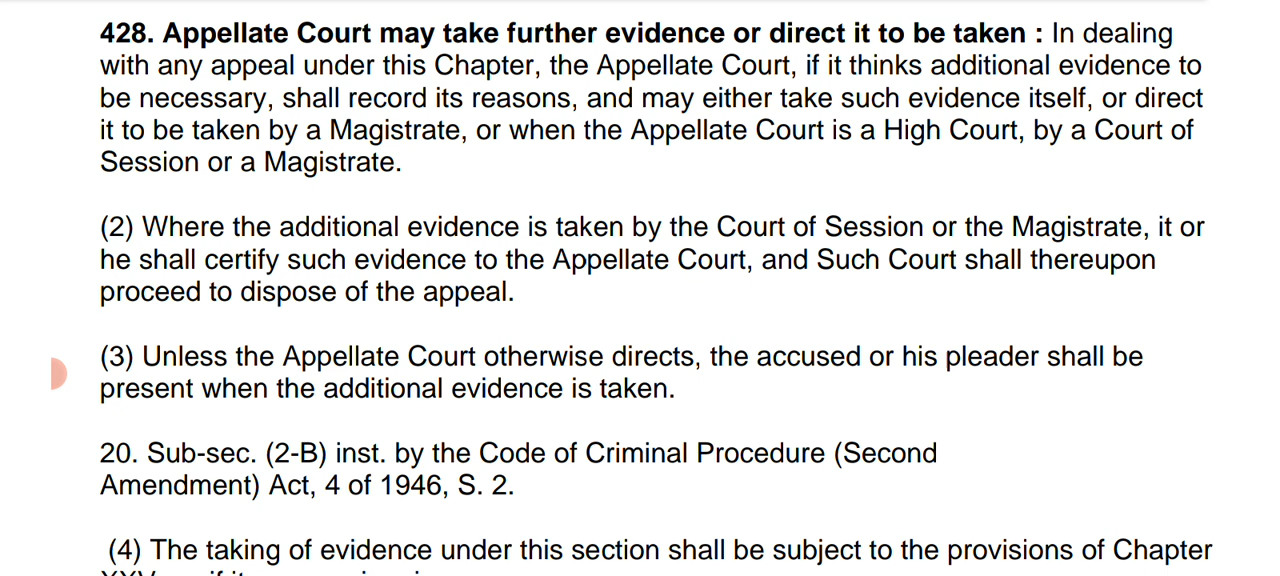 428. Appellate Court may take further evidence or direct it to be taken : In dealing
with any appeal under this Chapter, the Appellate Court, if it thinks additional evidence to
be necessary, shall record its reasons, and may either take such evidence itself, or direct
it to be taken by a Magistrate, or when the Appellate Court is a High Court, by a Court of
Session or a Magistrate.
(2) Where the additional evidence is taken by the Court of Session or the Magistrate, it or
he shall certify such evidence to the Appellate Court, and Such Court shall thereupon
proceed to dispose of the appeal.
(3) Unless the Appellate Court otherwise directs, the accused or his pleader shall be
present when the additional evidence is taken.
20. Sub-sec. (2-B) inst. by the Code of Criminal Procedure (Second
Amendment) Act, 4 of 1946, S. 2.
(4) The taking of evidence under this section shall be subject to the provisions of Chapter